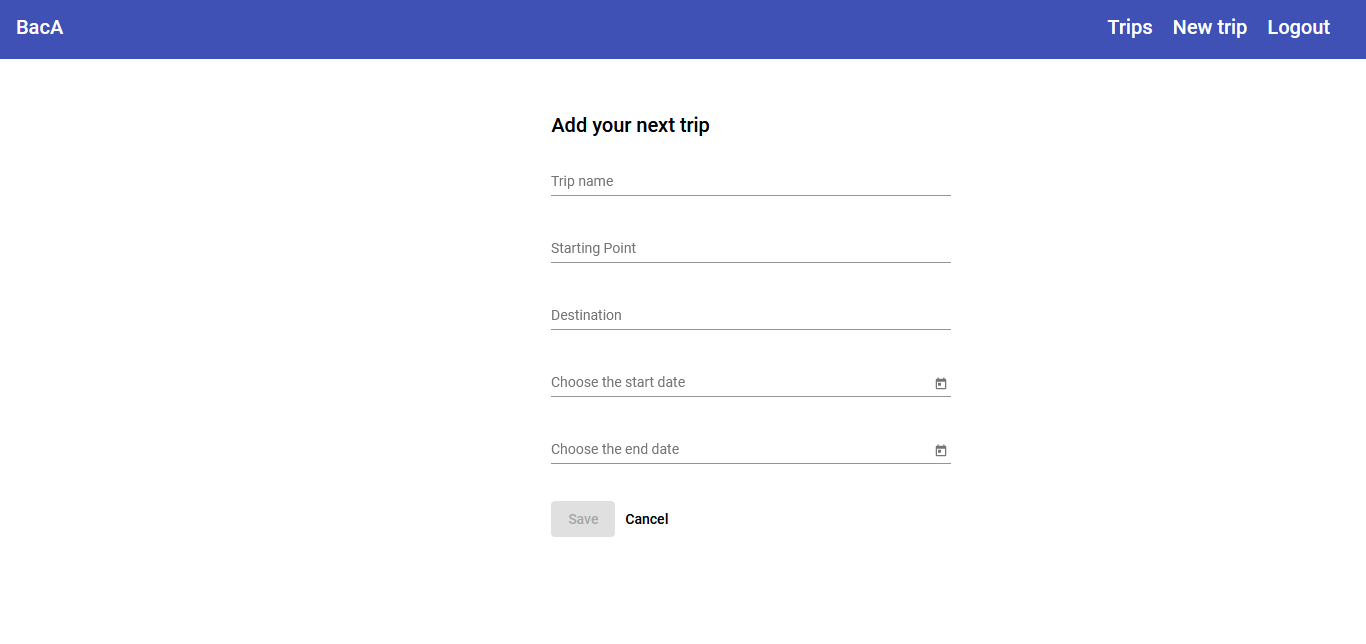 BacA Trips New trip Logout
Add your next trip
Trip name
Starting Point
Destination
Choose the start date
Choose the end date
Save Cancel